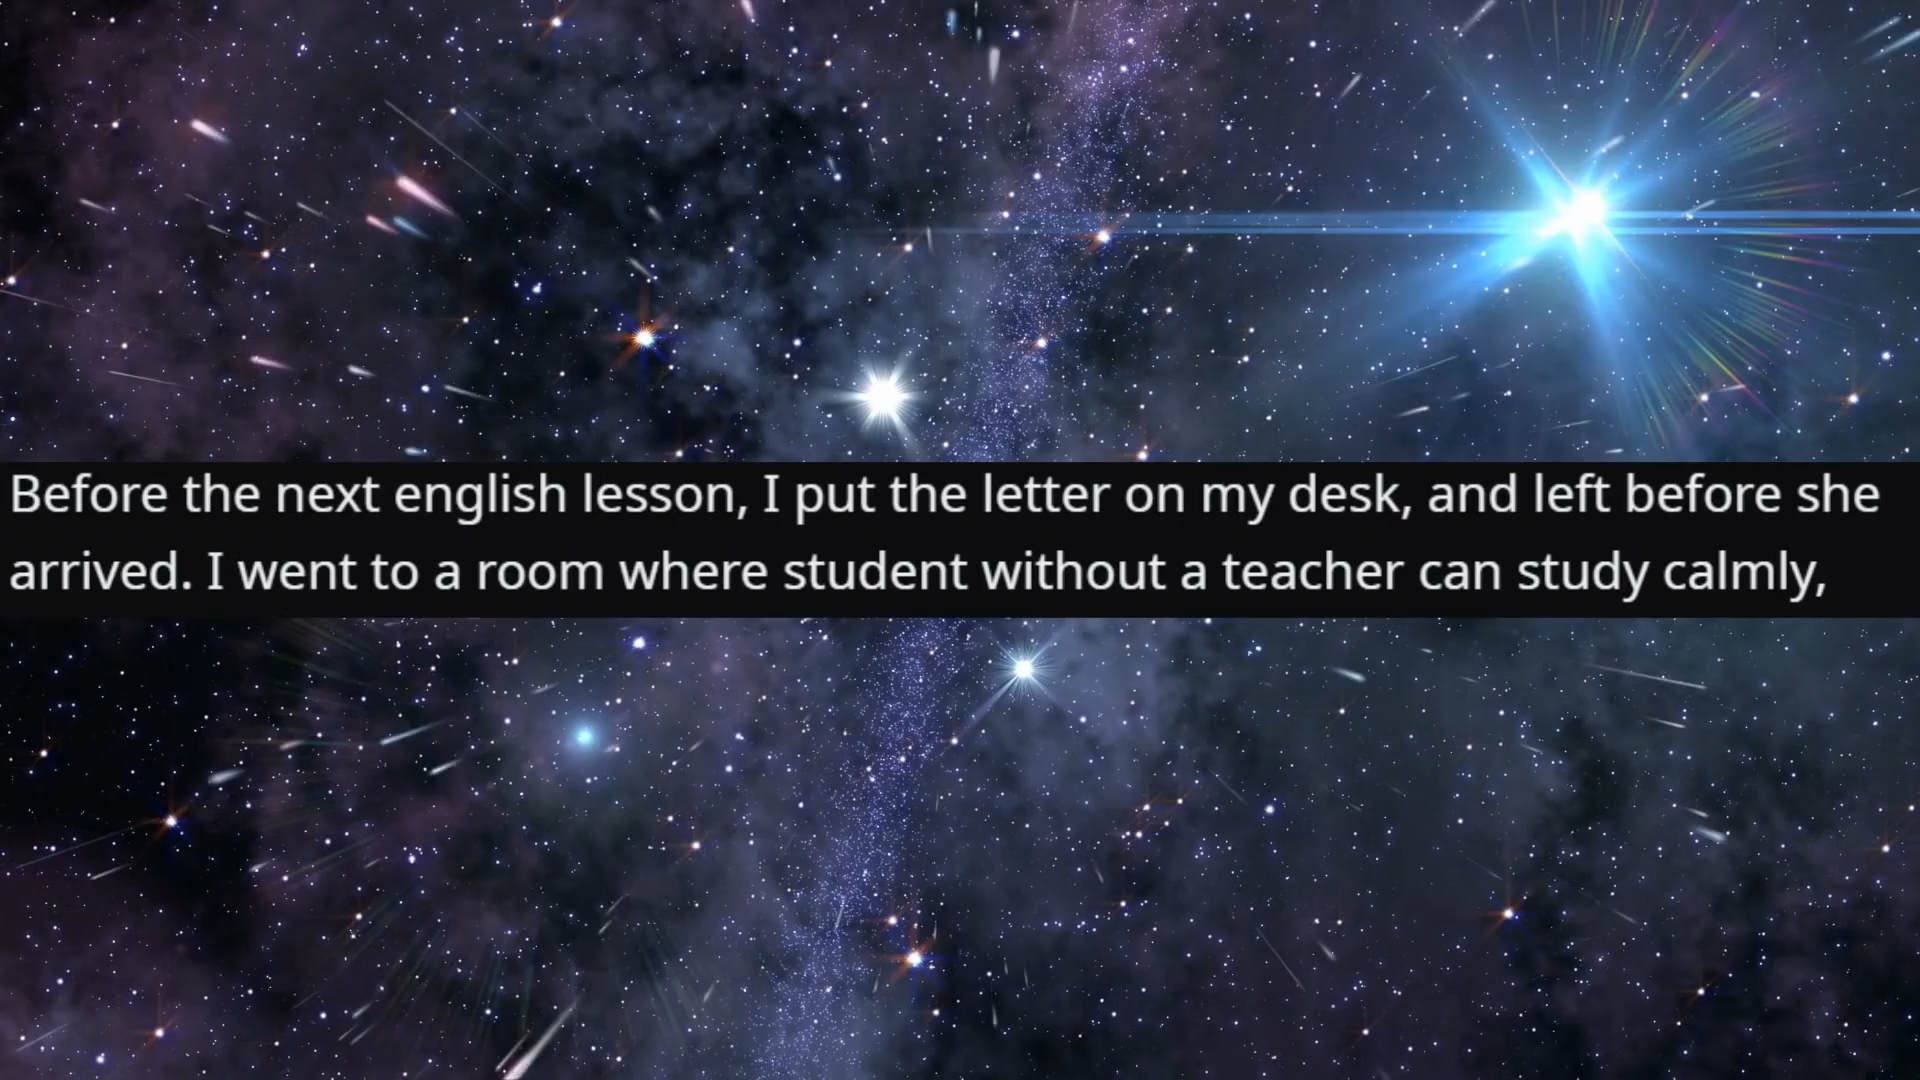 Before the next english lesson, I put the letter on my desk, and left before she
arrived. I went to a room where student without a teacher can study calmly,